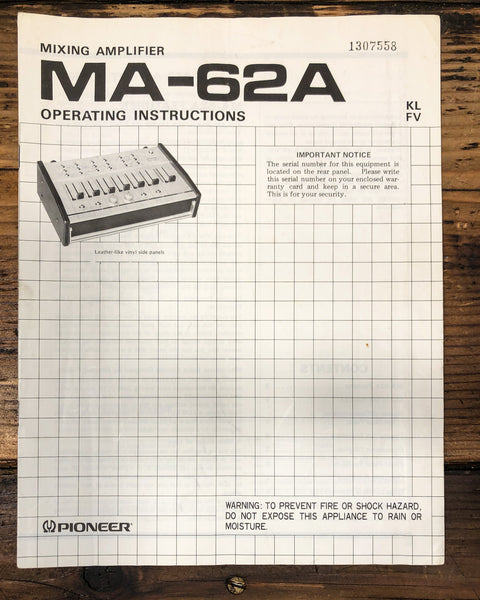 MIXING AMPLIFIER
1307558
MA-62A
OPERATING INSTRUCTIONS
KL
FV
IMPORTANT NOTICE
The serial number for this equipment is
located on the rear panel. Please write
this serial number on your enclosed war-
ranty card and keep in a secure area.
This is for your security.
Leather-like vinyl side panels
CONTENTS
WARNING: TO PREVENT FIRE OR SHOCK HAZARD,
DO NOT EXPOSE THIS APPLIANCE TO RAIN OR
MOISTURE.
PIONEER